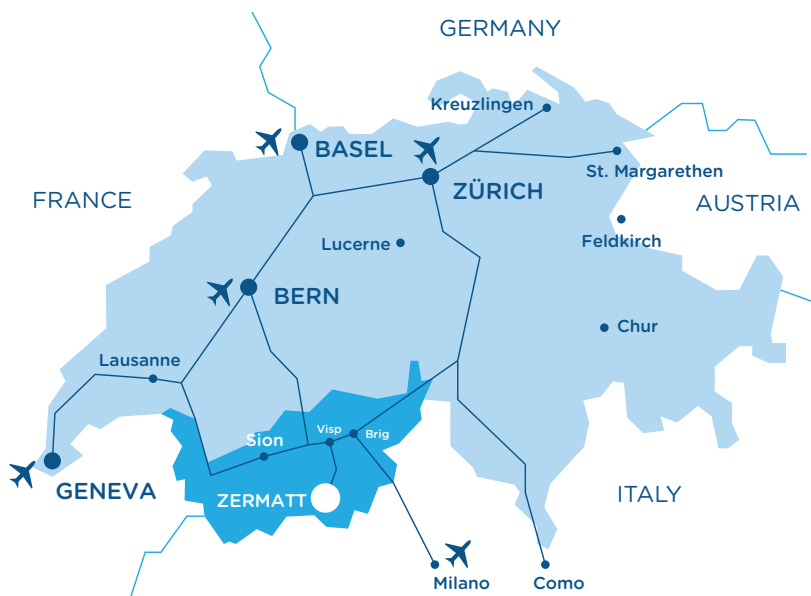 GERMANY
Kreuzlingen
BASEL
St. Margarethen
ZÜRICH
FRANCE
AUSTRIA
Lucerne
Feldkirch
BERN
Chur
Lausanne
Visp
Brig
Sion
GENEVA
ZERMATT
ITALY
Milano
Como